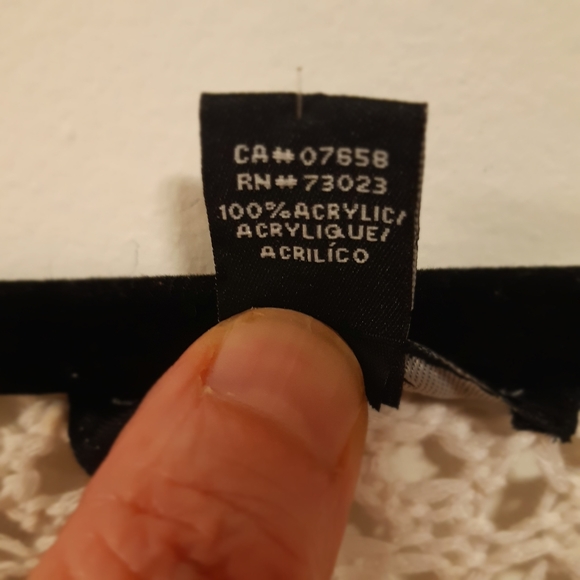 CA#07658
RN#73023
100%ACRYLIC/
ACRYLIQUE/
ACRILÍCO